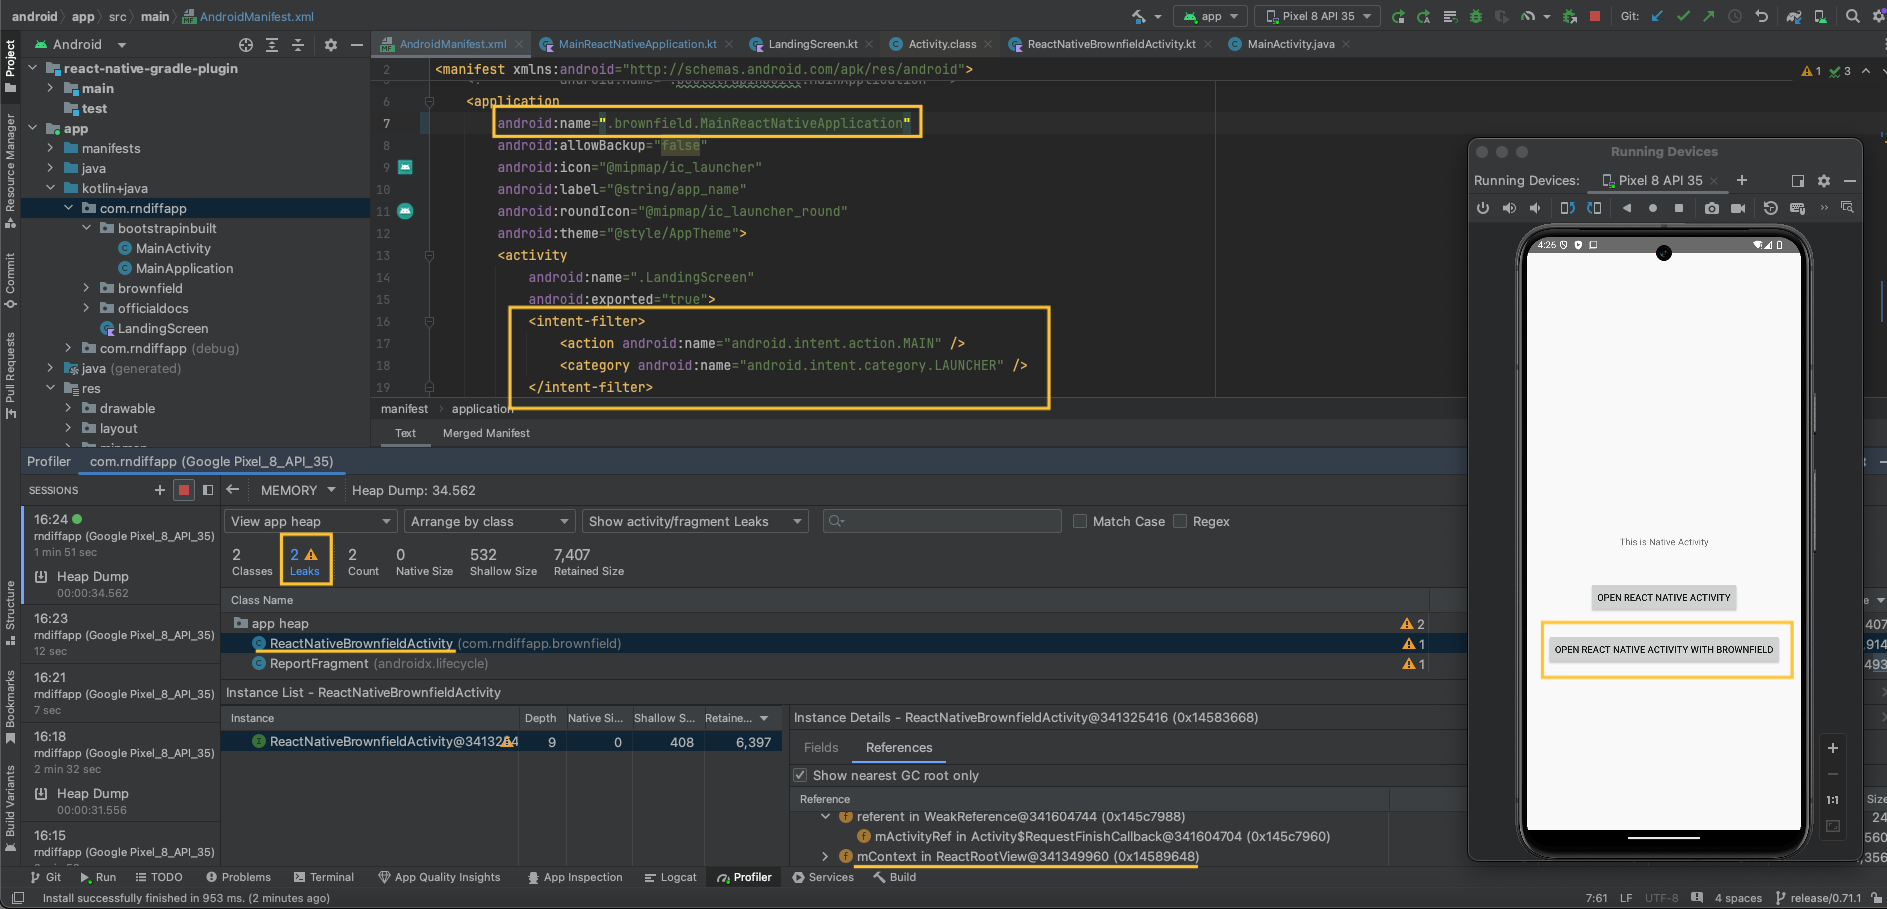 android app src main AndroidManifest.xml
app Pixel 8 API 35 Git:
Project
Android
AndroidManifest.xml MainReactNativeApplication.kt LandingScreen.kt Activity.class ReactNativeBrownfieldActivity.kt MainActivity.java
react-native-gradle-plugin
main
test
app
manifests
java
kotlin+java
com.rndiffapp
bootstrapinbuilt
MainActivity
MainApplication
brownfield
officialdocs
LandingScreen
com.rndiffapp (debug)
java (generated)
res
drawable
layout
Resource Manager
Commit
Pull Requests
2 <manifest xmlns:android="http://schemas.android.com/apk/res/android">
1 3
6 <application
7 android:name=".brownfield.MainReactNativeApplication"
8 android:allowBackup="false"
9 android:icon="@mipmap/ic_launcher"
10 android:label="@string/app_name"
11 android:roundIcon="@mipmap/ic_launcher_round"
12 android:theme="@style/AppTheme">
13 <activity
14 android:name=".LandingScreen"
15 android:exported="true">
16 <intent-filter>
17 <action android:name="android.intent.action.MAIN" />
18 <category android:name="android.intent.category.LAUNCHER" />
19 </intent-filter>
manifest application
Text Merged Manifest
Running Devices
Running Devices: Pixel 8 API 35
4:25
This is Native Activity
OPEN REACT NATIVE ACTIVITY
OPEN REACT NATIVE ACTIVITY WITH BROWNFIELD
1:1
Profiler com.rndiffapp (Google Pixel_8_API_35)
SESSIONS MEMORY Heap Dump: 34.562
16:24
rndiffapp (Google Pixel_8_API_35)
1 min 51 sec
Heap Dump
00:00:34.562
16:23
rndiffapp (Google Pixel_8_API_35)
12 sec
16:21
rndiffapp (Google Pixel_8_API_35)
7 sec
16:18
rndiffapp (Google Pixel_8_API_35)
2 min 32 sec
Heap Dump
00:00:31.556
16:15
rndiffapp (Google Pixel_8_API_35)
Structure
Bookmarks
Build Variants
View app heap Arrange by class Show activity/fragment Leaks Match Case Regex
2 2 2 0 532 7,407
Classes Leaks Count Native Size Shallow Size Retained Size
Class Name
app heap 2 407
ReactNativeBrownfieldActivity (com.rndiffapp.brownfield) 1 ,914
ReportFragment (androidx.lifecycle) 1 493
Instance List - ReactNativeBrownfieldActivity
Instance Depth Native Si... Shallow S... Retaine...
ReactNativeBrownfieldActivity@3413254 9 0 408 6,397
Instance Details - ReactNativeBrownfieldActivity@341325416 (0x14583668)
Fields References
Show nearest GC root only
Reference Size
referent in WeakReference@341604744 (0x145c7988) 24
mActivityRef in Activity$RequestFinishCallback@341604704 (0x145c7960) 560
mContext in ReactRootView@341349960 (0x14589648) ,356
Git Run TODO Problems Terminal App Quality Insights App Inspection Logcat Profiler Services Build
Install successfully finished in 953 ms. (2 minutes ago) 7:61 LF UTF-8 4 spaces release/0.71.1